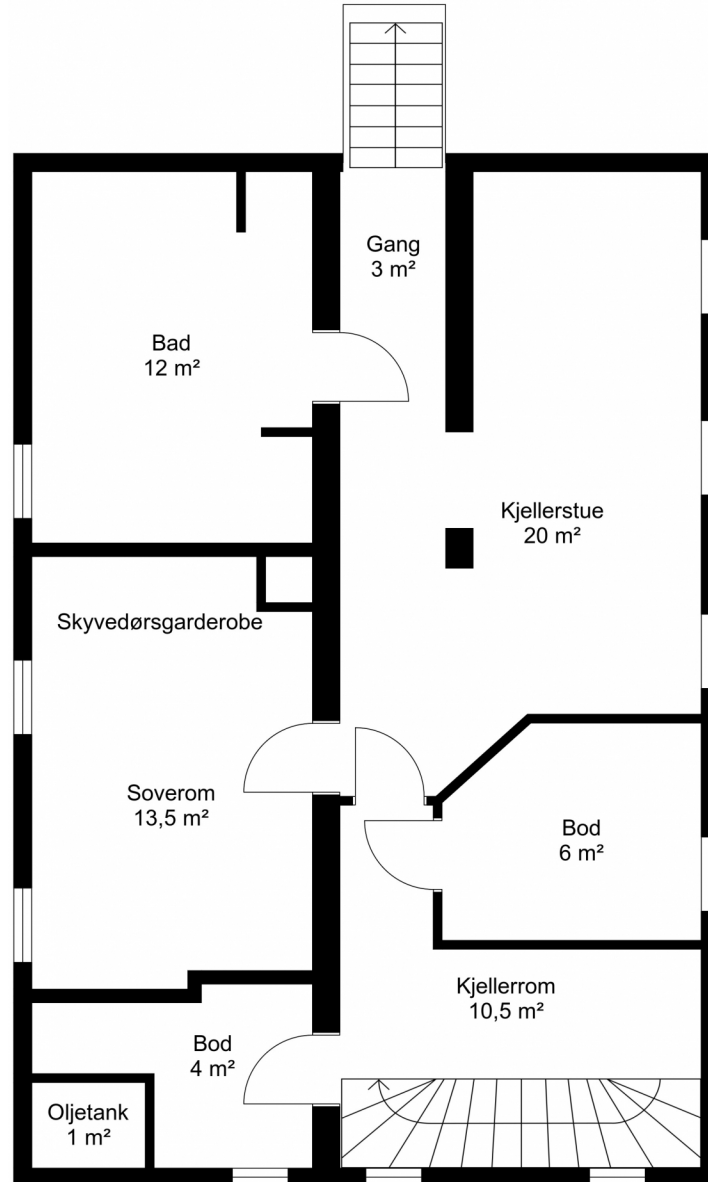 Gang
3 m²
Bad
12 m²
Kjellerstue
20 m²
Skyvedørsgarderobe
Soverom
13,5 m²
Bod
6 m²
Kjellerrom
10,5 m²
Bod
4 m²
Oljetank
1 m²